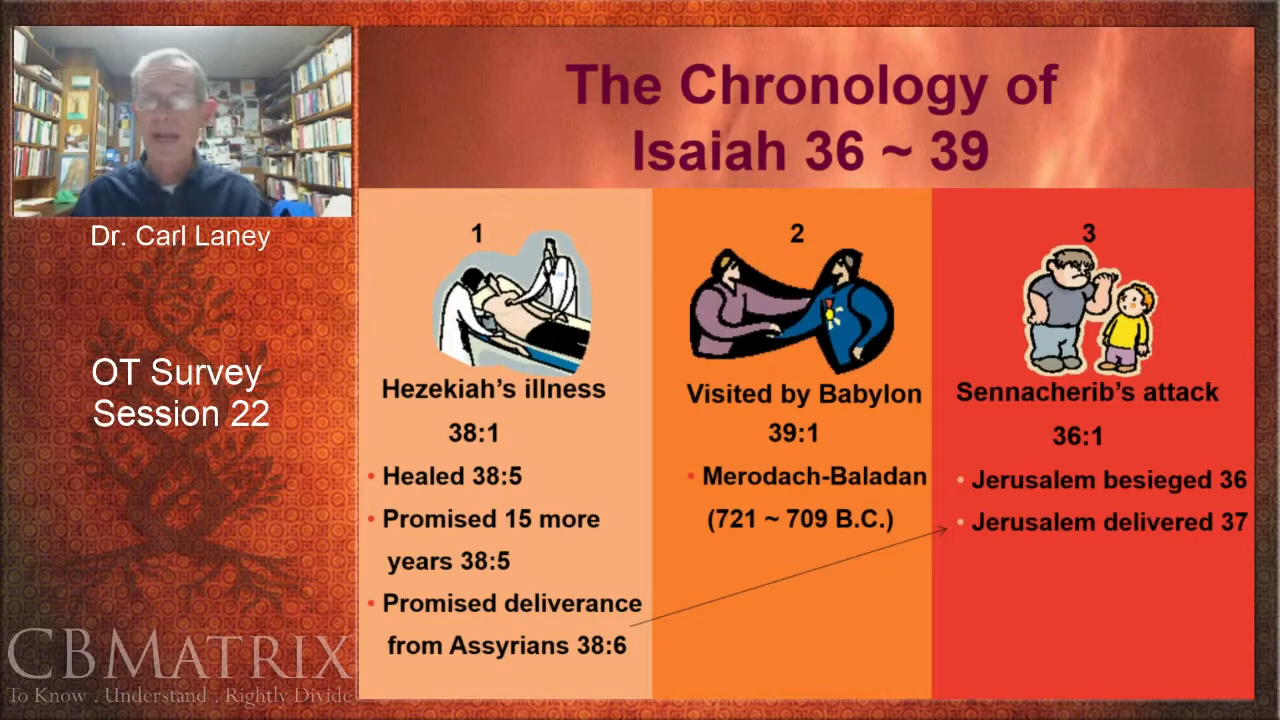 Dr. Carl Laney
OT Survey
Session 22
CBMATRIX
To Know . Understand . Rightly Divide
The Chronology of
Isaiah 36 ~ 39
1
Hezekiah's illness
38:1
• Healed 38:5
• Promised 15 more
years 38:5
• Promised deliverance
from Assyrians 38:6
2
Visited by Babylon
39:1
• Merodach-Baladan
(721 ~ 709 B.C.)
3
Sennacherib's attack
36:1
• Jerusalem besieged 36
• Jerusalem delivered 37